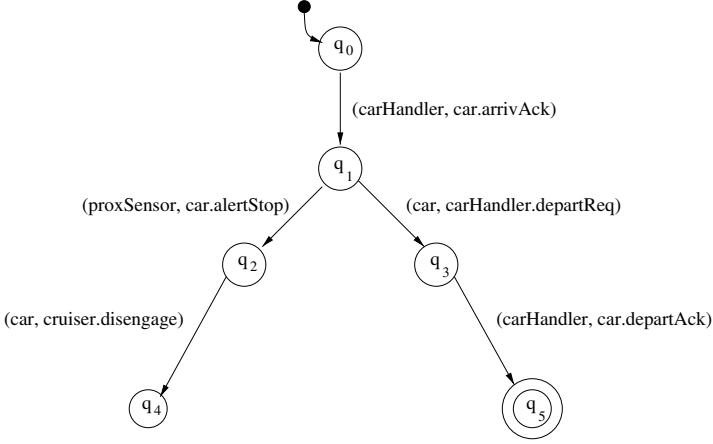 q0
(carHandler, car.arrivAck)
q1
(proxSensor, car.alertStop)
(car, carHandler.departReq)
q2
q3
(car, cruiser.disengage)
(carHandler, car.departAck)
q4
q5